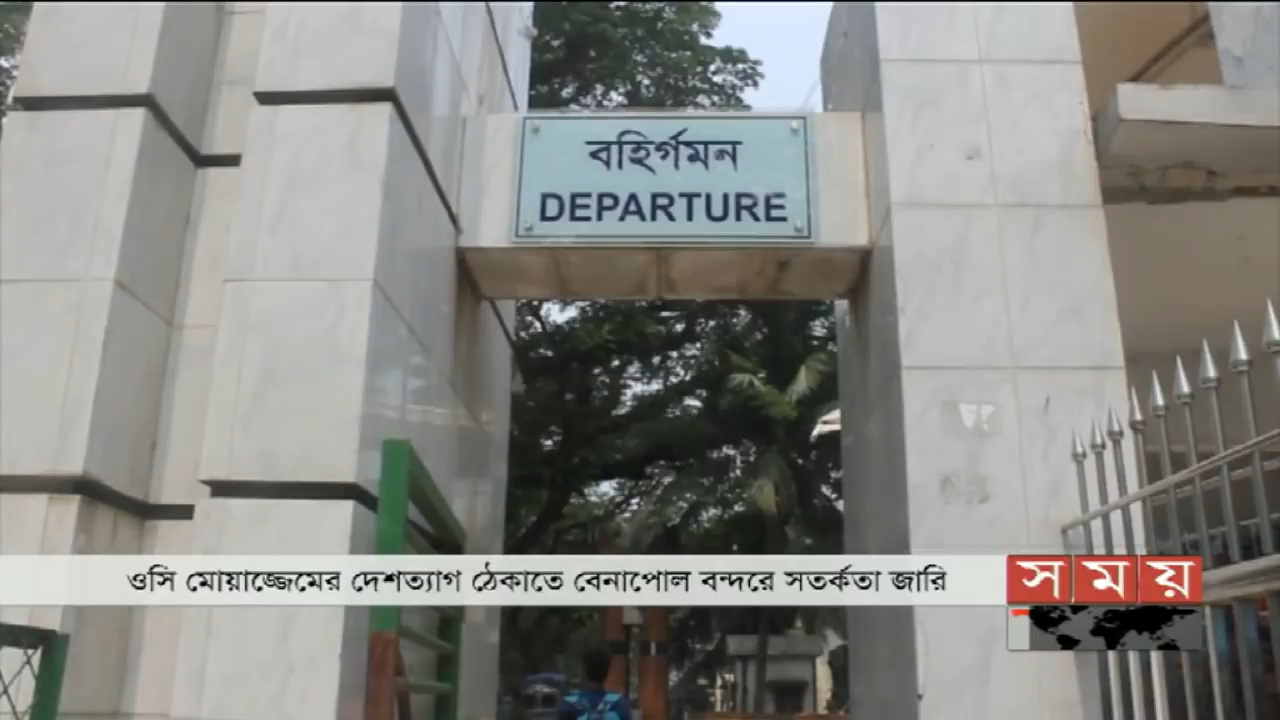 বহির্গমন
DEPARTURE
ওসি মোয়াজ্জেমের দেশত্যাগ ঠেকাতে বেনাপোল বন্দরে সতর্কতা জারি
সময়